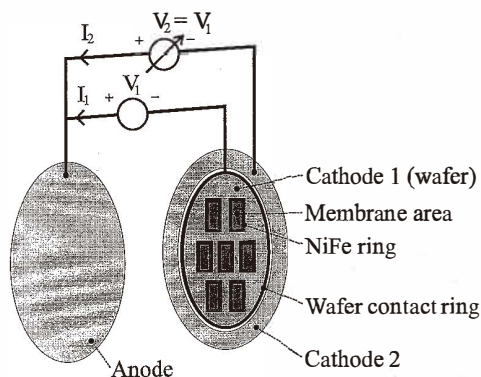 V₂ = V₁
I₂
+
−
V₁
I₁
+
−
Cathode 1 (wafer)
Membrane area
NiFe ring
Wafer contact ring
Cathode 2
Anode